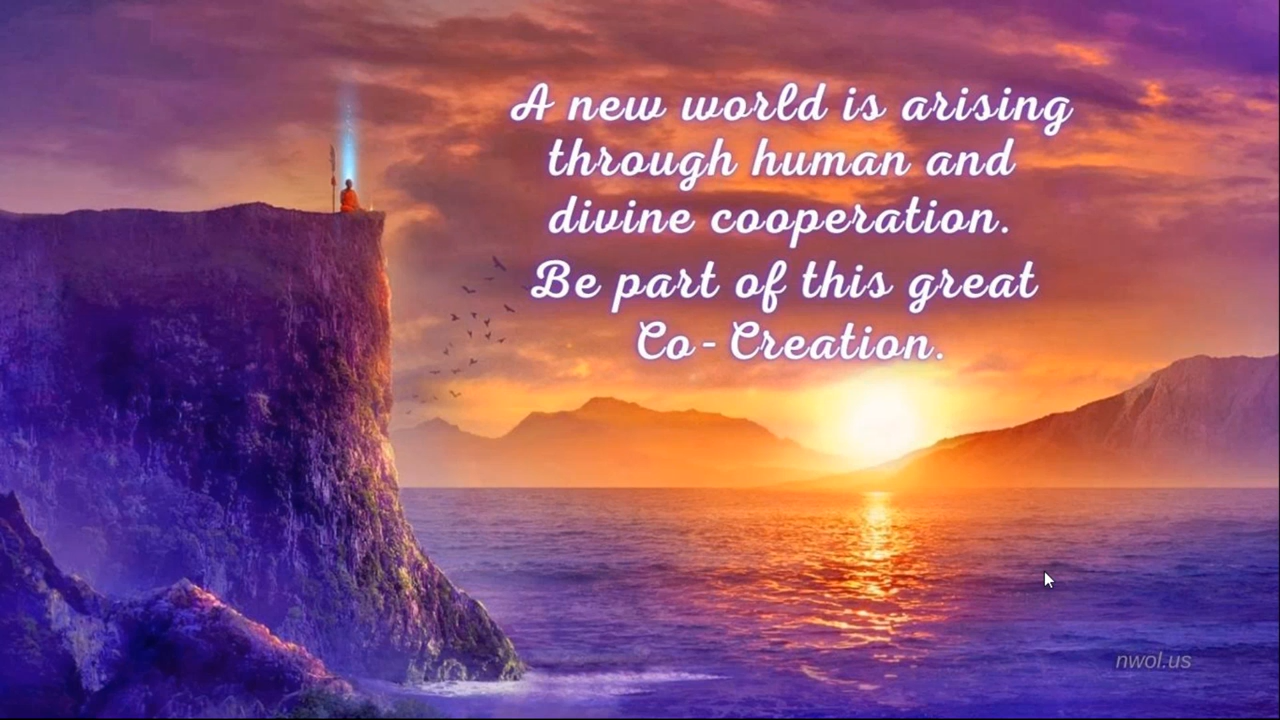 A new world is arising
through human and
divine cooperation.
Be part of this great
Co-Creation.
nwol.us